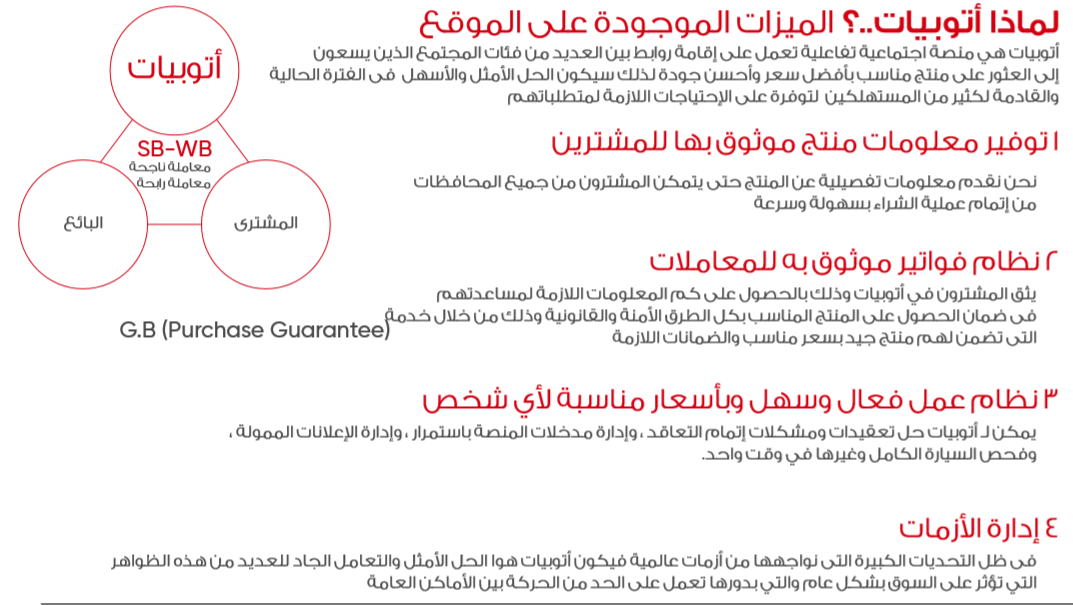 لماذا أتوبيات..؟ الميزات الموجودة على الموقع
أتوبيات هي منصة اجتماعية تفاعلية تعمل على إقامة روابط بين العديد من فئات المجتمع الذين يسعون
إلى العثور على منتج مناسب بأفضل سعر وأحسن جودة لذلك سيكون الحل الأمثل والأسهل فى الفترة الحالية
والقادمة لكثير من المستهلكين لتوفرة على الإحتياجات اللازمة لمتطلباتهم
أتوبيات
SB-WB
معاملة ناجحة
معاملة رابحة
المشترى
البائع
١ توفير معلومات منتج موثوق بها للمشترين
نحن نقدم معلومات تفصيلية عن المنتج حتى يتمكن المشترون من جميع المحافظات
من إتمام عملية الشراء بسهولة وسرعة
٢ نظام فواتير موثوق به للمعاملات
يثق المشترون في أتوبيات وذلك بالحصول على كم المعلومات اللازمة لمساعدتهم
فى ضمان الحصول على المنتج المناسب بكل الطرق الأمنة والقانونية وذلك من خلال خدمة
G.B (Purchase Guarantee)
التى تضمن لهم منتج جيد بسعر مناسب والضمانات اللازمة
٣ نظام عمل فعال وسهل وبأسعار مناسبة لأي شخص
يمكن لـ أتوبيات حل تعقيدات ومشكلات إتمام التعاقد ، وإدارة مدخلات المنصة باستمرار ، وإدارة الإعلانات الممولة ،
وفحص السيارة الكامل وغيرها في وقت واحد.
٤ إدارة الأزمات
فى ظل التحديات الكبيرة التى نواجهها من أزمات عالمية فيكون أتوبيات هوا الحل الأمثل والتعامل الجاد للعديد من هذه الظواهر
التي تؤثر على السوق بشكل عام والتي بدورها تعمل على الحد من الحركة بين الأماكن العامة